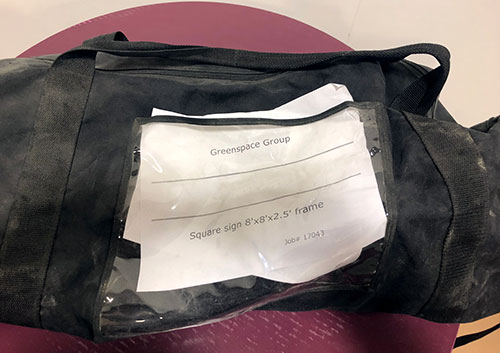 Greenspace Group
Square sign 8'x8'x2.5' frame
Job# 17043